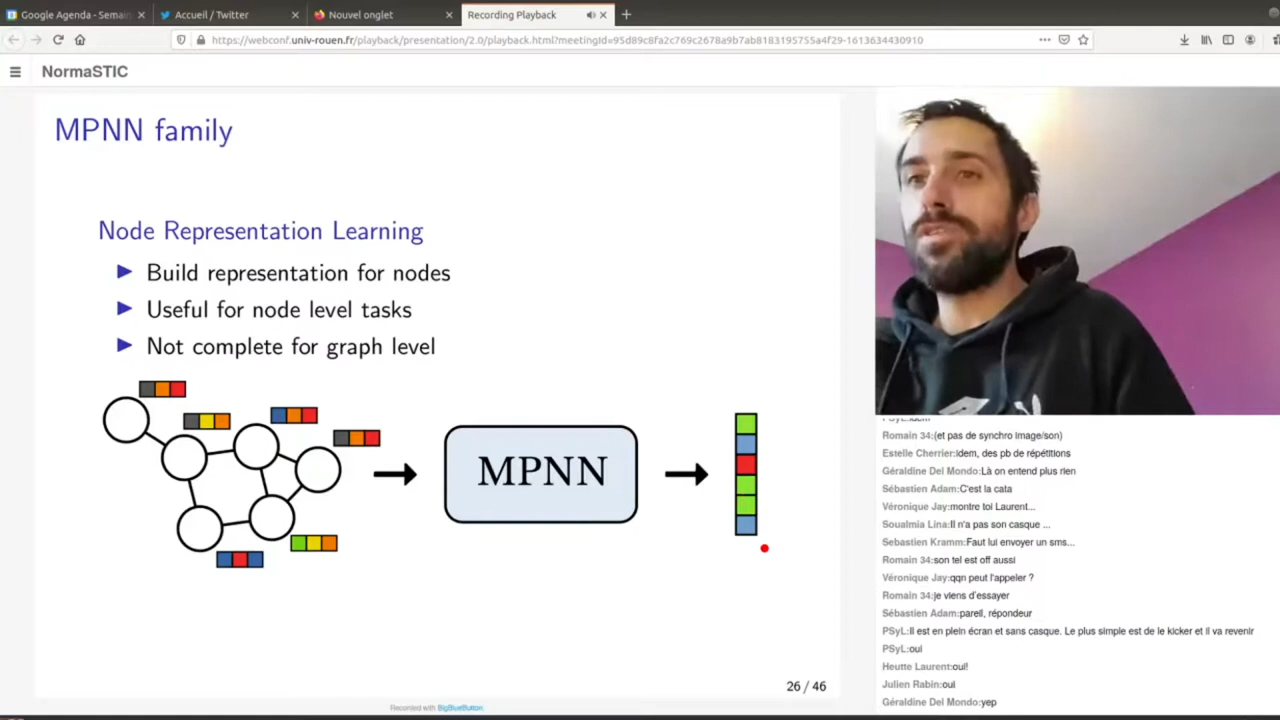 Google Agenda - Semain
Accueil / Twitter
Nouvel onglet
Recording Playback
https://webconf.univ-rouen.fr/playback/presentation/2.0/playback.html?meetingId=95d89c8fa2c769c2678a9b7ab8183195755a4f29-1613634430910
NormaSTIC
MPNN family
Node Representation Learning
Build representation for nodes
Useful for node level tasks
Not complete for graph level
MPNN
26 / 46
Recorded with BigBlueButton.
Romain 34:(et pas de synchro image/son)
Estelle Cherrier:idem, des pb de répétitions
Géraldine Del Mondo:Là on entend plus rien
Sébastien Adam:C'est la cata
Véronique Jay:montre toi Laurent...
Soualmia Lina:Il n'a pas son casque ...
Sebastien Kramm:Faut lui envoyer un sms...
Romain 34:son tel est off aussi
Véronique Jay:qqn peut l'appeler ?
Romain 34:je viens d'essayer
Sébastien Adam:pareil, répondeur
PSyL:Il est en plein écran et sans casque. Le plus simple est de le kicker et il va revenir
PSyL:oui
Heutte Laurent:oui!
Julien Rabin:oui
Géraldine Del Mondo:yep